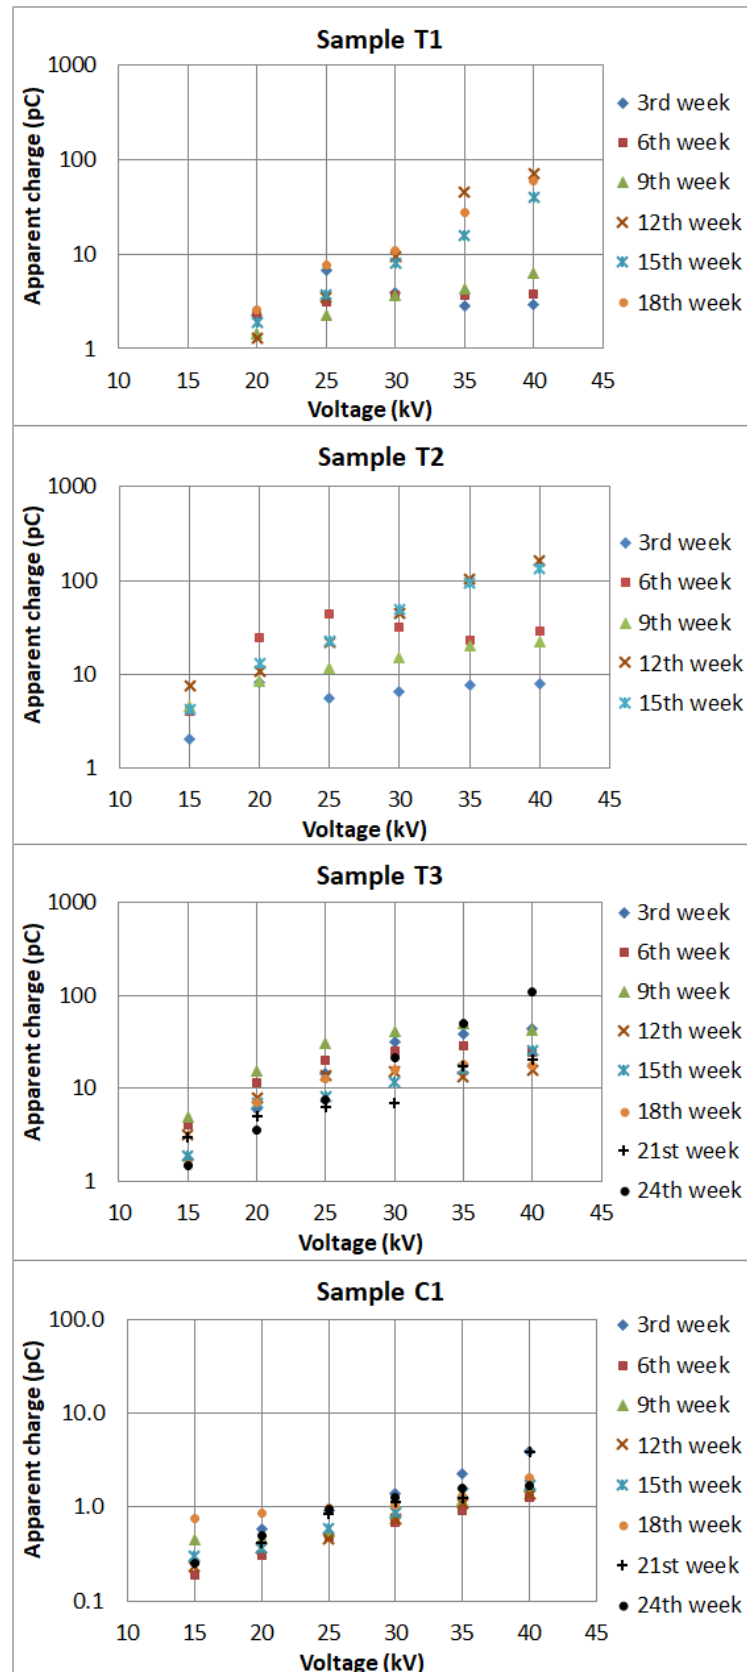 Sample T1
Apparent charge (pC)
1000
100
10
1
10 15 20 25 30 35 40 45
Voltage (kV)
3rd week
6th week
9th week
12th week
15th week
18th week
Sample T2
Apparent charge (pC)
1000
100
10
1
10 15 20 25 30 35 40 45
Voltage (kV)
3rd week
6th week
9th week
12th week
15th week
Sample T3
Apparent charge (pC)
1000
100
10
1
10 15 20 25 30 35 40 45
Voltage (kV)
3rd week
6th week
9th week
12th week
15th week
18th week
21st week
24th week
Sample C1
Apparent charge (pC)
100.0
10.0
1.0
0.1
10 15 20 25 30 35 40 45
Voltage (kV)
3rd week
6th week
9th week
12th week
15th week
18th week
21st week
24th week